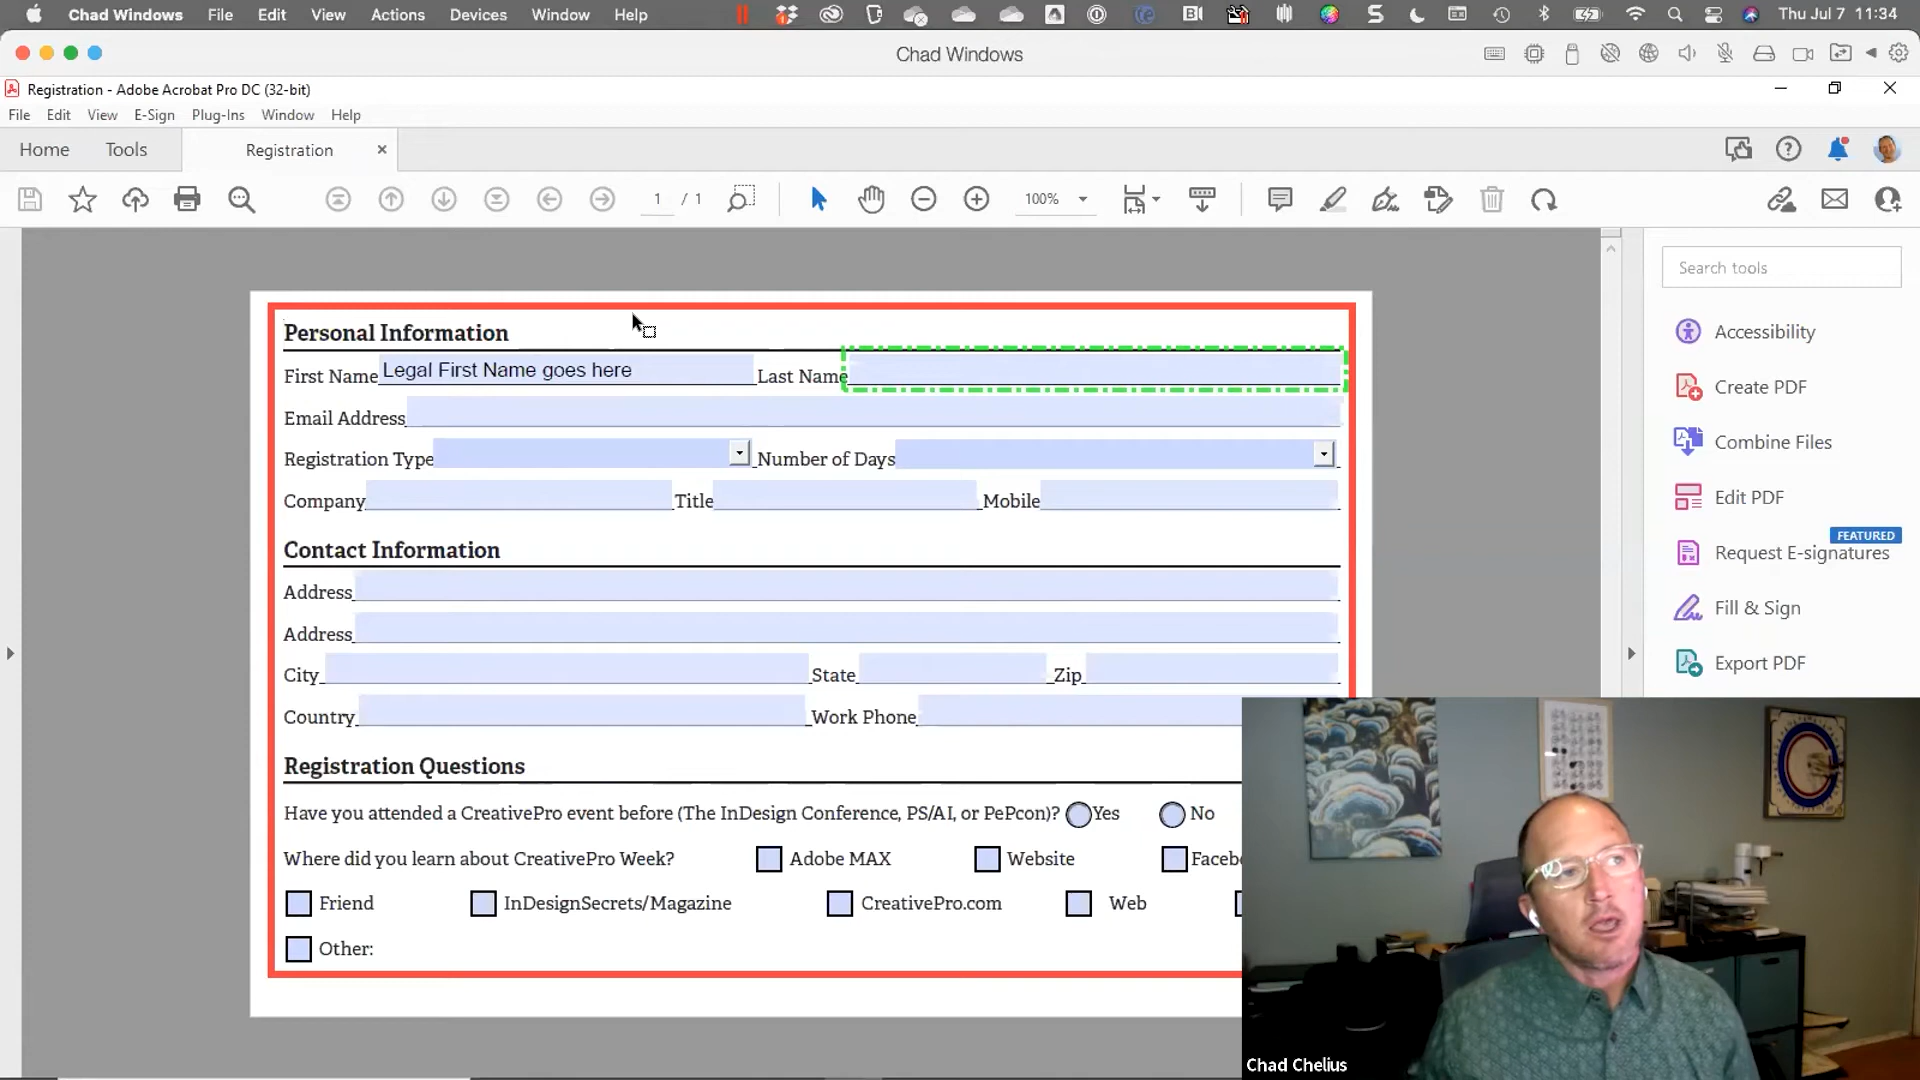 Chad Windows File Edit View Actions Devices Window Help Thu Jul 7 11:34
Chad Windows
Registration - Adobe Acrobat Pro DC (32-bit)
File Edit View E-Sign Plug-Ins Window Help
Home Tools Registration
1 / 1 100%
Search tools
Accessibility
Create PDF
Combine Files
Edit PDF
FEATURED
Request E-signatures
Fill & Sign
Export PDF
Personal Information
First Name Legal First Name goes here Last Name
Email Address
Registration Type Number of Days
Company Title Mobile
Contact Information
Address
Address
City State Zip
Country Work Phone
Registration Questions
Have you attended a CreativePro event before (The InDesign Conference, PS/AI, or PePcon)? Yes No
Where did you learn about CreativePro Week? Adobe MAX Website Faceb
Friend InDesignSecrets/Magazine CreativePro.com Web
Other:
Chad Chelius